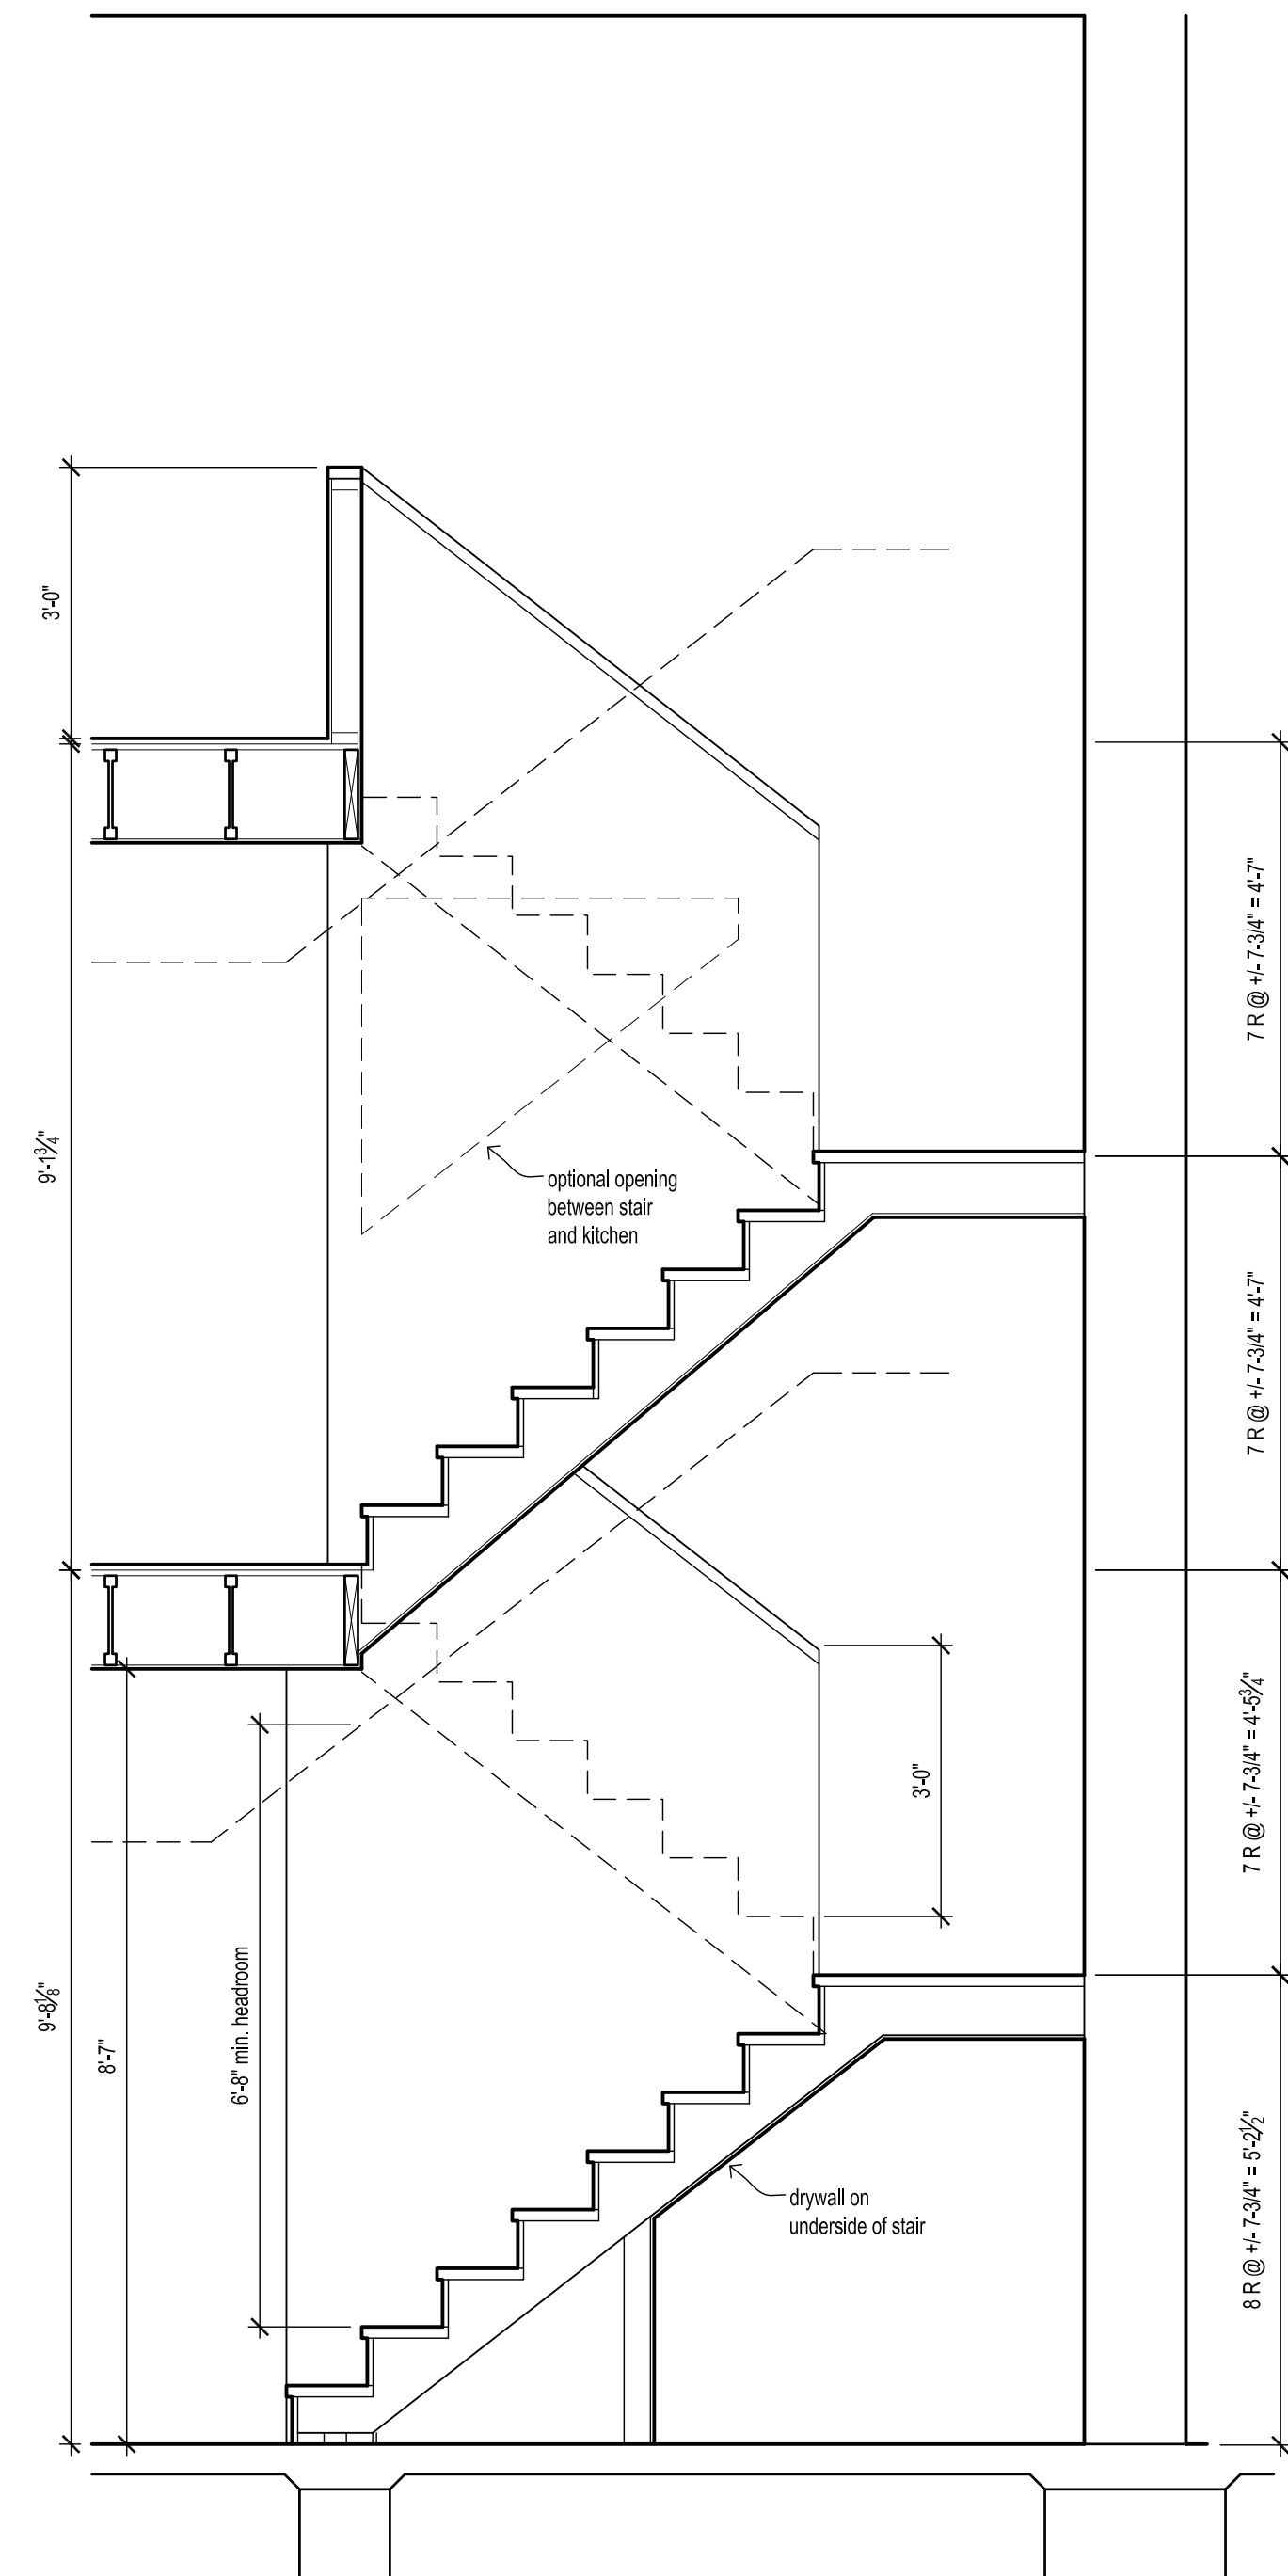 3'-0"
7 R @ +/- 7-3/4" = 4'-7"
9'-1¾"
optional opening
between stair
and kitchen
7 R @ +/- 7-3/4" = 4'-7"
7 R @ +/- 7-3/4" = 4'-5¾"
3'-0"
6'-8" min. headroom
9'-8⅛"
8'-7"
drywall on
underside of stair
8 R @ +/- 7-3/4" = 5'-2½"